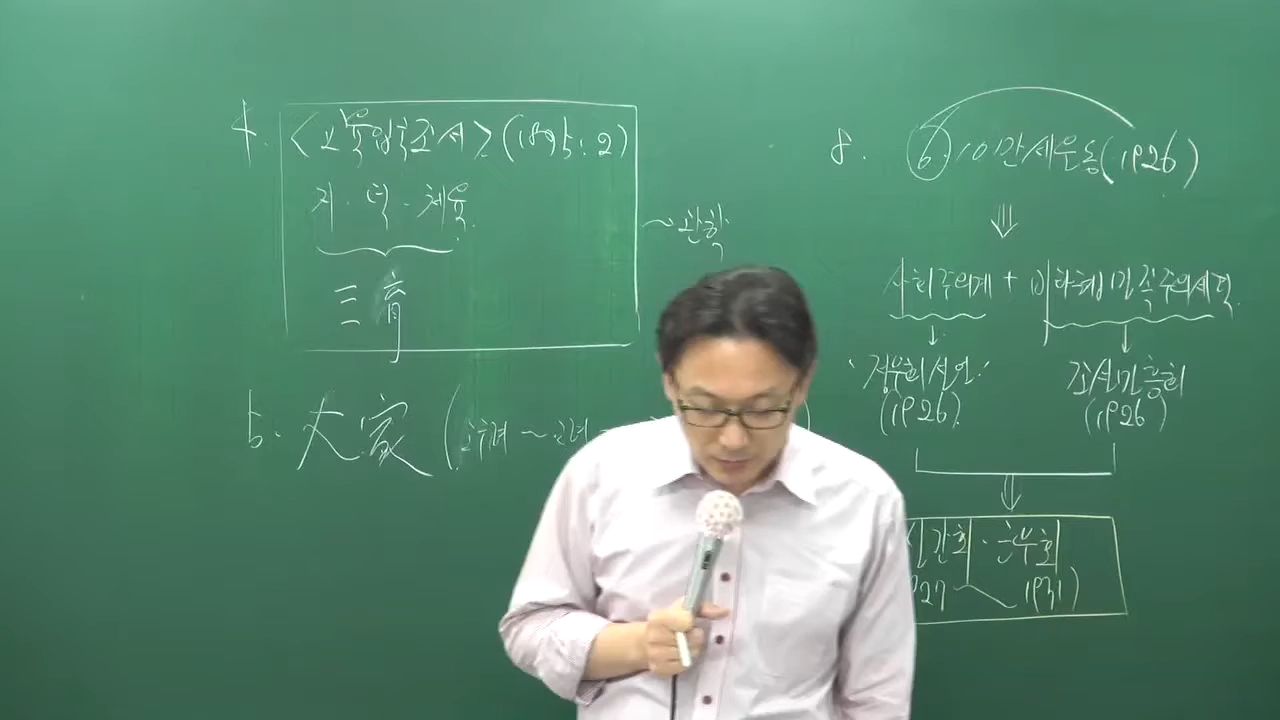 4. <교육입국조서> (1895. 2)
지·덕·체육
三育
~관학
5. 大家 (
8. 6.10만세운동(1926)
⇓
사회주의계 + 비타협 민족주의세력
↓ ↓
정우회선언 조선민흥회
(1926) (1926)
⇓
신간회·근우회
1931)